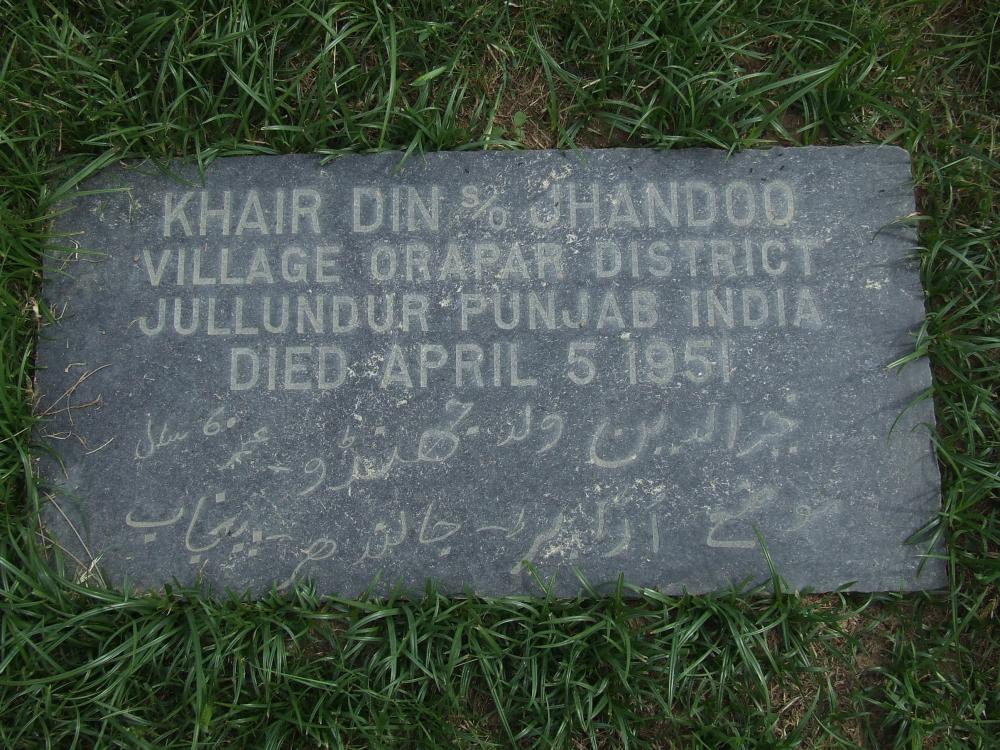 KHAIR DIN S/O JHANDOO
VILLAGE ORAPAR DISTRICT
JULLUNDUR PUNJAB INDIA
DIED APRIL 5 1951
خیرالدین ولد جھنڈو - عمر ۶۰ سال
موضع اڑاپڑ - جالندھر - پنجاب